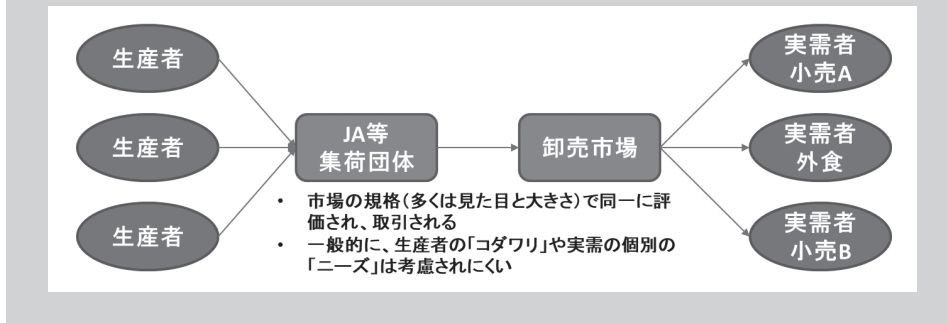 生産者
生産者
生産者
JA等
集荷団体
卸売市場
実需者
小売A
実需者
外食
実需者
小売B
• 市場の規格(多くは見た目と大きさ)で同一に評
価され、取引される
• 一般的に、生産者の「コダワリ」や実需の個別の
「ニーズ」は考慮されにくい